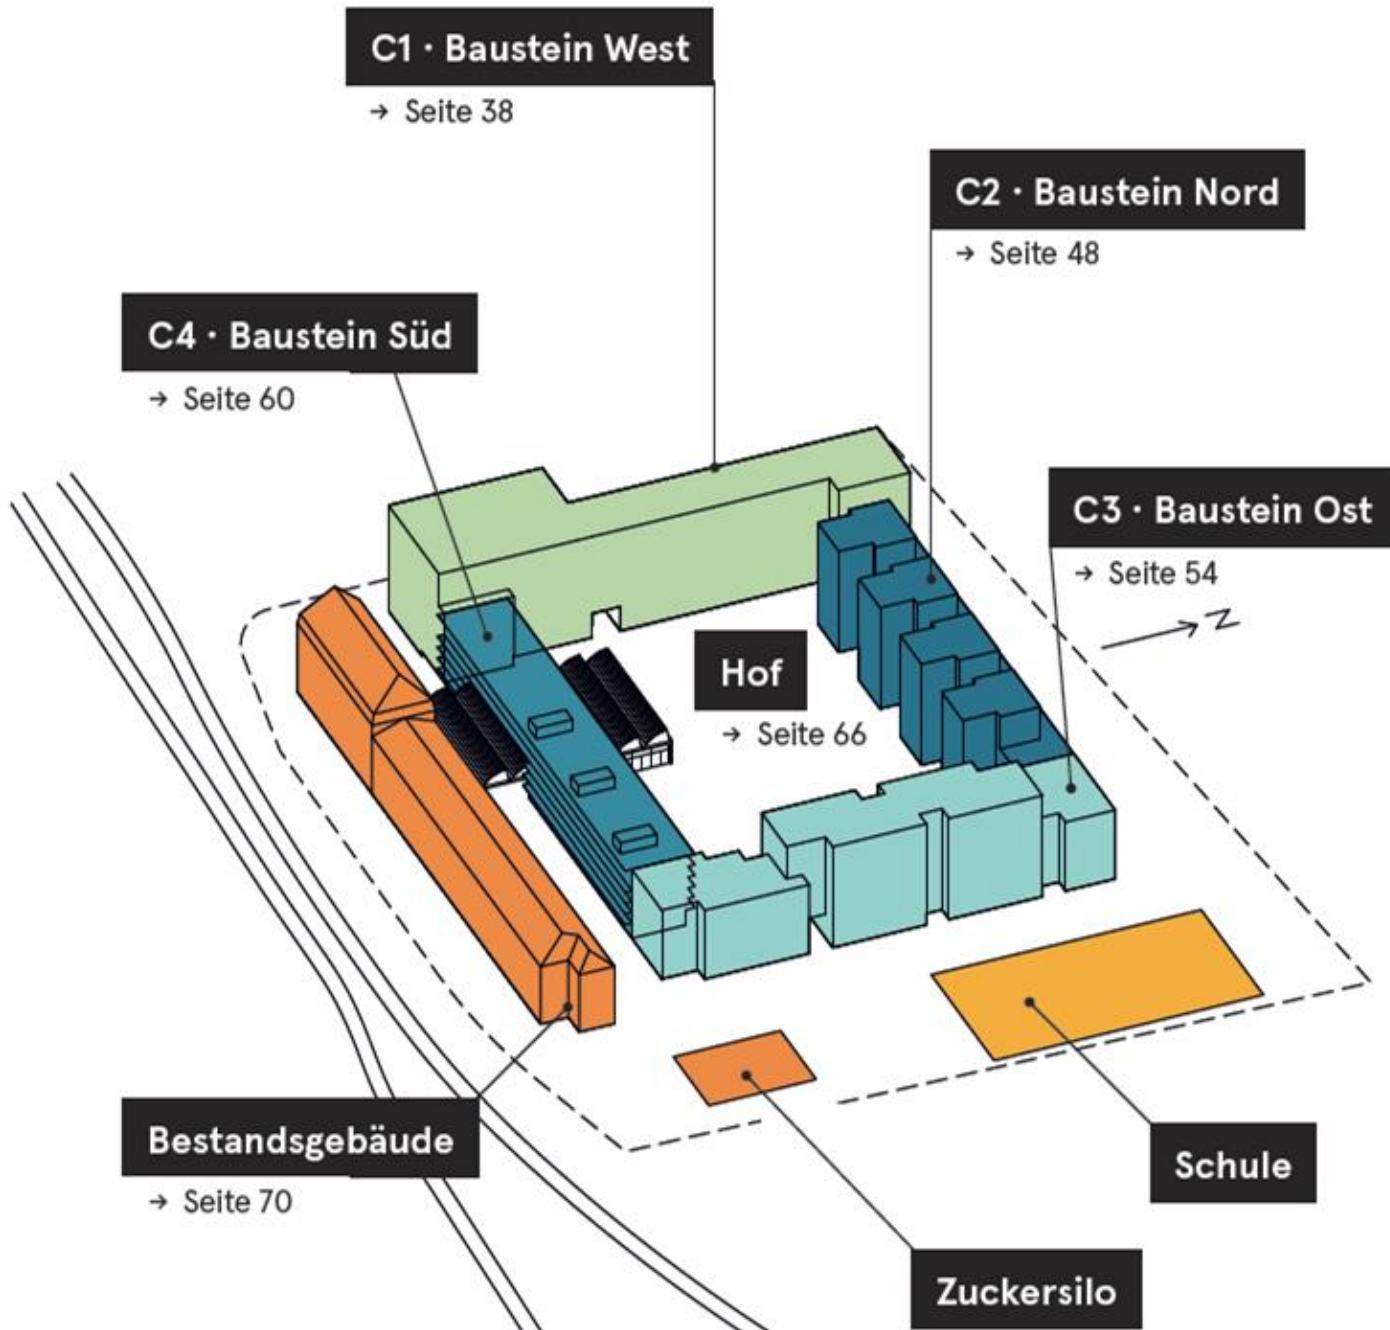 C1 · Baustein West
→ Seite 38
C2 · Baustein Nord
→ Seite 48
C4 · Baustein Süd
→ Seite 60
C3 · Baustein Ost
→ Seite 54
N
Hof
→ Seite 66
Bestandsgebäude
→ Seite 70
Schule
Zuckersilo